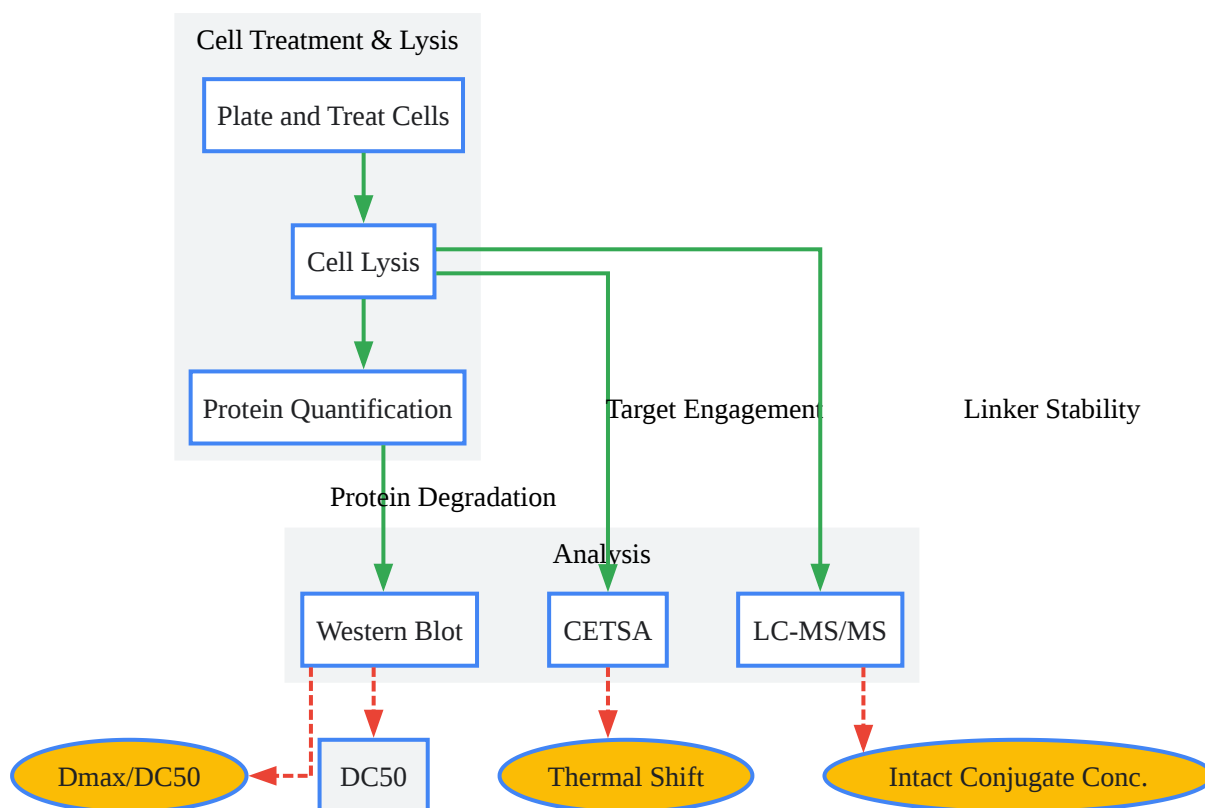 Cell Treatment & Lysis
Plate and Treat Cells
Cell Lysis
Protein Quantification
Target Engagement
Linker Stability
Protein Degradation
Analysis
Western Blot
CETSA
LC-MS/MS
Dmax/DC50
DC50
Thermal Shift
Intact Conjugate Conc.